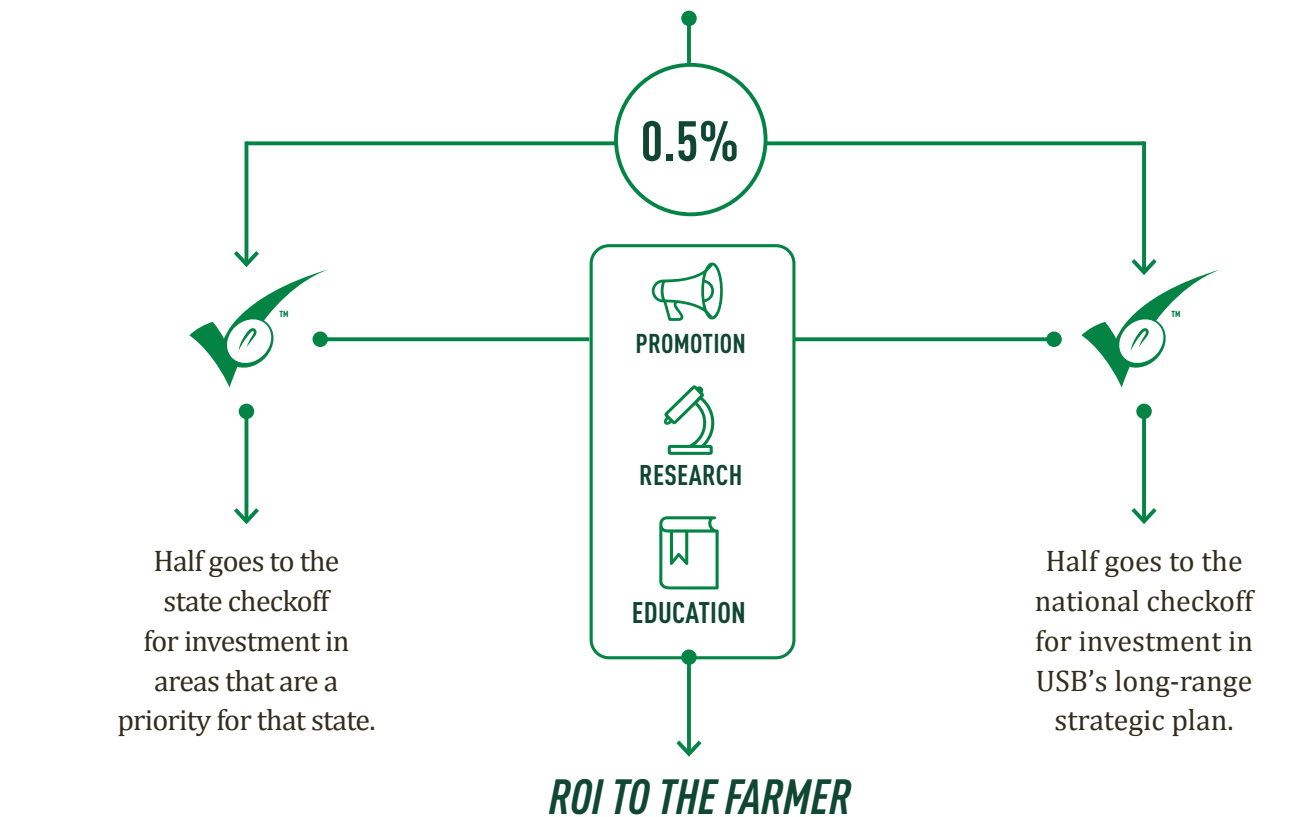 0.5%
TM
TM
PROMOTION
RESEARCH
EDUCATION
Half goes to the
state checkoff
for investment in
areas that are a
priority for that state.
Half goes to the
national checkoff
for investment in
USB’s long-range
strategic plan.
ROI TO THE FARMER